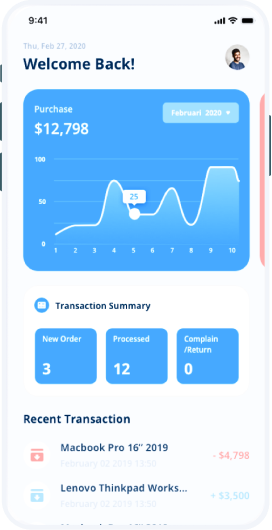 9:41
Thu, Feb 27, 2020
Welcome Back!
Purchase
Februari 2020
$12,798
100
50
0
25
1 2 3 4 5 6 7 8 9 10
Transaction Summary
New Order
3
Processed
12
Complain
/Return
0
Recent Transaction
Macbook Pro 16" 2019
February 02 2019 13:50
- $4,798
Lenovo Thinkpad Works...
February 02 2019 13:50
+ $3,500